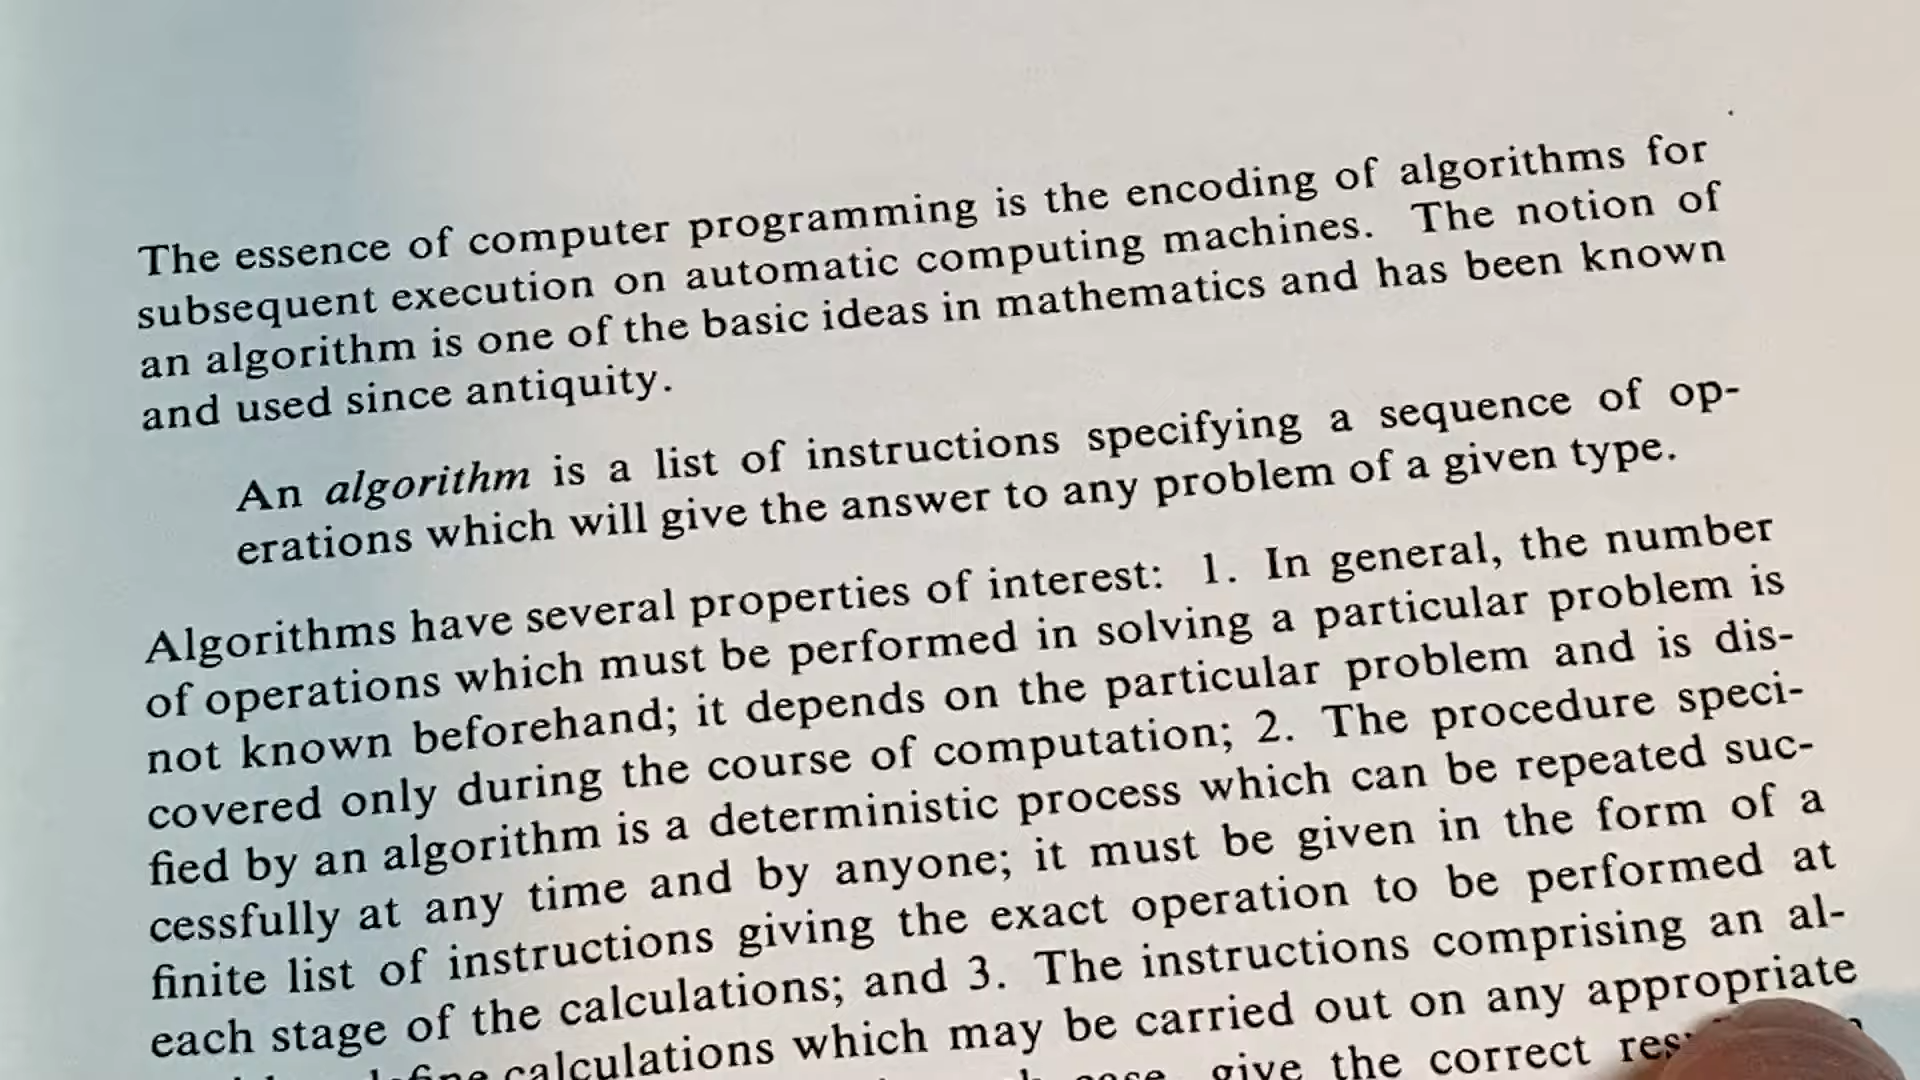 The essence of computer programming is the encoding of algorithms for
subsequent execution on automatic computing machines. The notion of
an algorithm is one of the basic ideas in mathematics and has been known
and used since antiquity.
An algorithm is a list of instructions specifying a sequence of op-
erations which will give the answer to any problem of a given type.
Algorithms have several properties of interest: 1. In general, the number
of operations which must be performed in solving a particular problem is
not known beforehand; it depends on the particular problem and is dis-
covered only during the course of computation; 2. The procedure speci-
fied by an algorithm is a deterministic process which can be repeated suc-
cessfully at any time and by anyone; it must be given in the form of a
finite list of instructions giving the exact operation to be performed at
each stage of the calculations; and 3. The instructions comprising an al-
calculations which may be carried out on any appropriate
case, give the correct